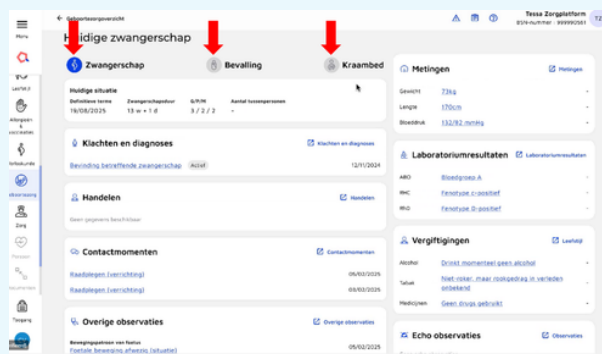 Menu
← Geboortezorgoverzicht
Tessa Zorgplatform
BSN-nummer : 999990561
TZ
Huidige zwangerschap
Zwangerschap
Bevalling
Kraambed
Huidige situatie
Definitieve terme Zwangerschapsduur G/P/M Aantal tussenpersonen
19/08/2025 13 w + 1 d 3 / 2 / 2 -
Klachten en diagnoses
Klachten en diagnoses
Bevinding betreffende zwangerschap Actief 12/11/2024
Handelen
Handelen
Geen gegevens beschikbaar
Contactmomenten
Contactmomenten
Raadplegen (verrichting) 05/03/2025
Raadplegen (verrichting) 03/03/2025
Overige observaties
Overige observaties
Bewegingspatroon van foetus
Foetale beweging afwezig (situatie) 05/02/2025
Metingen
Metingen
Gewicht 73kg -
Lengte 170cm -
Bloeddruk 132/92 mmHg -
Laboratoriumresultaten
Laboratoriumresultaten
ABO Bloedgroep A -
RHC Fenotype c-positief -
RHD Fenotype D-positief -
Vergiftigingen
Leefstijl
Alcohol Drinkt momenteel geen alcohol -
Tabak Niet-roker, maar rookgedrag in verleden
onbekend -
Medicijnen Geen drugs gebruikt -
Echo observaties
Observaties
Leefstijl
Allergieën
&
Zorg
Toegang